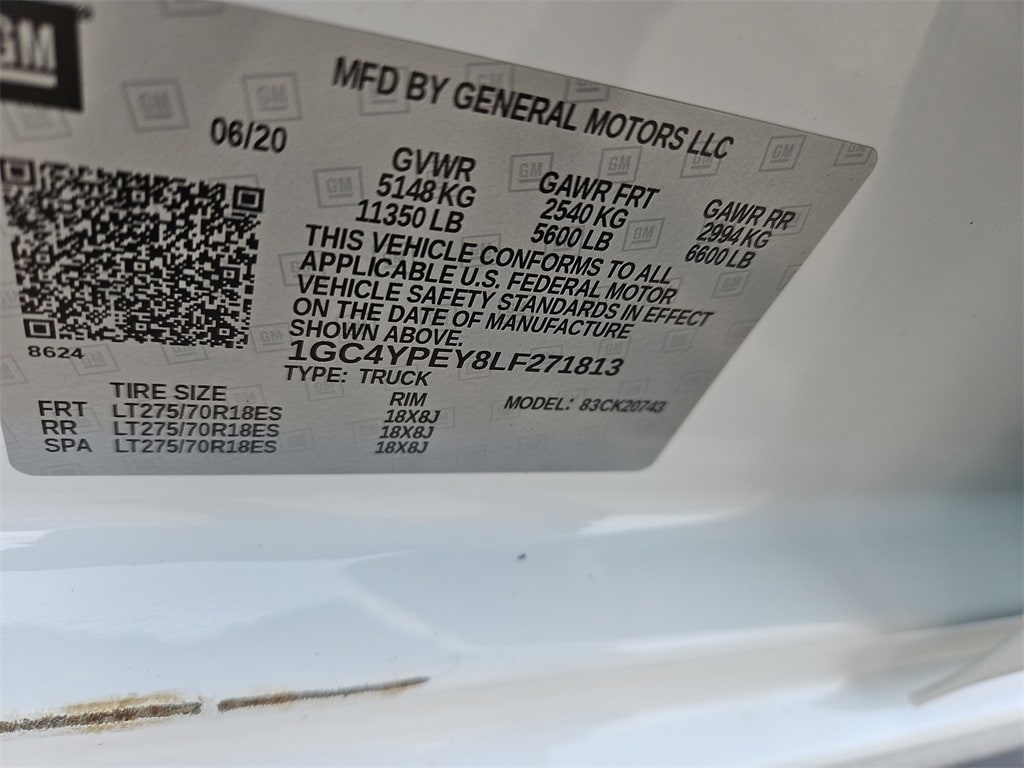 GM
MFD BY GENERAL MOTORS LLC
06/20
GVWR GAWR FRT GAWR RR
5148 KG 2540 KG 2994 KG
11350 LB 5600 LB 6600 LB
THIS VEHICLE CONFORMS TO ALL
APPLICABLE U.S. FEDERAL MOTOR
VEHICLE SAFETY STANDARDS IN EFFECT
ON THE DATE OF MANUFACTURE
SHOWN ABOVE.
8624
1GC4YPEY8LF271813
TYPE: TRUCK
MODEL: 83CK20743
TIRE SIZE RIM
FRT LT275/70R18ES 18X8J
RR LT275/70R18ES 18X8J
SPA LT275/70R18ES 18X8J